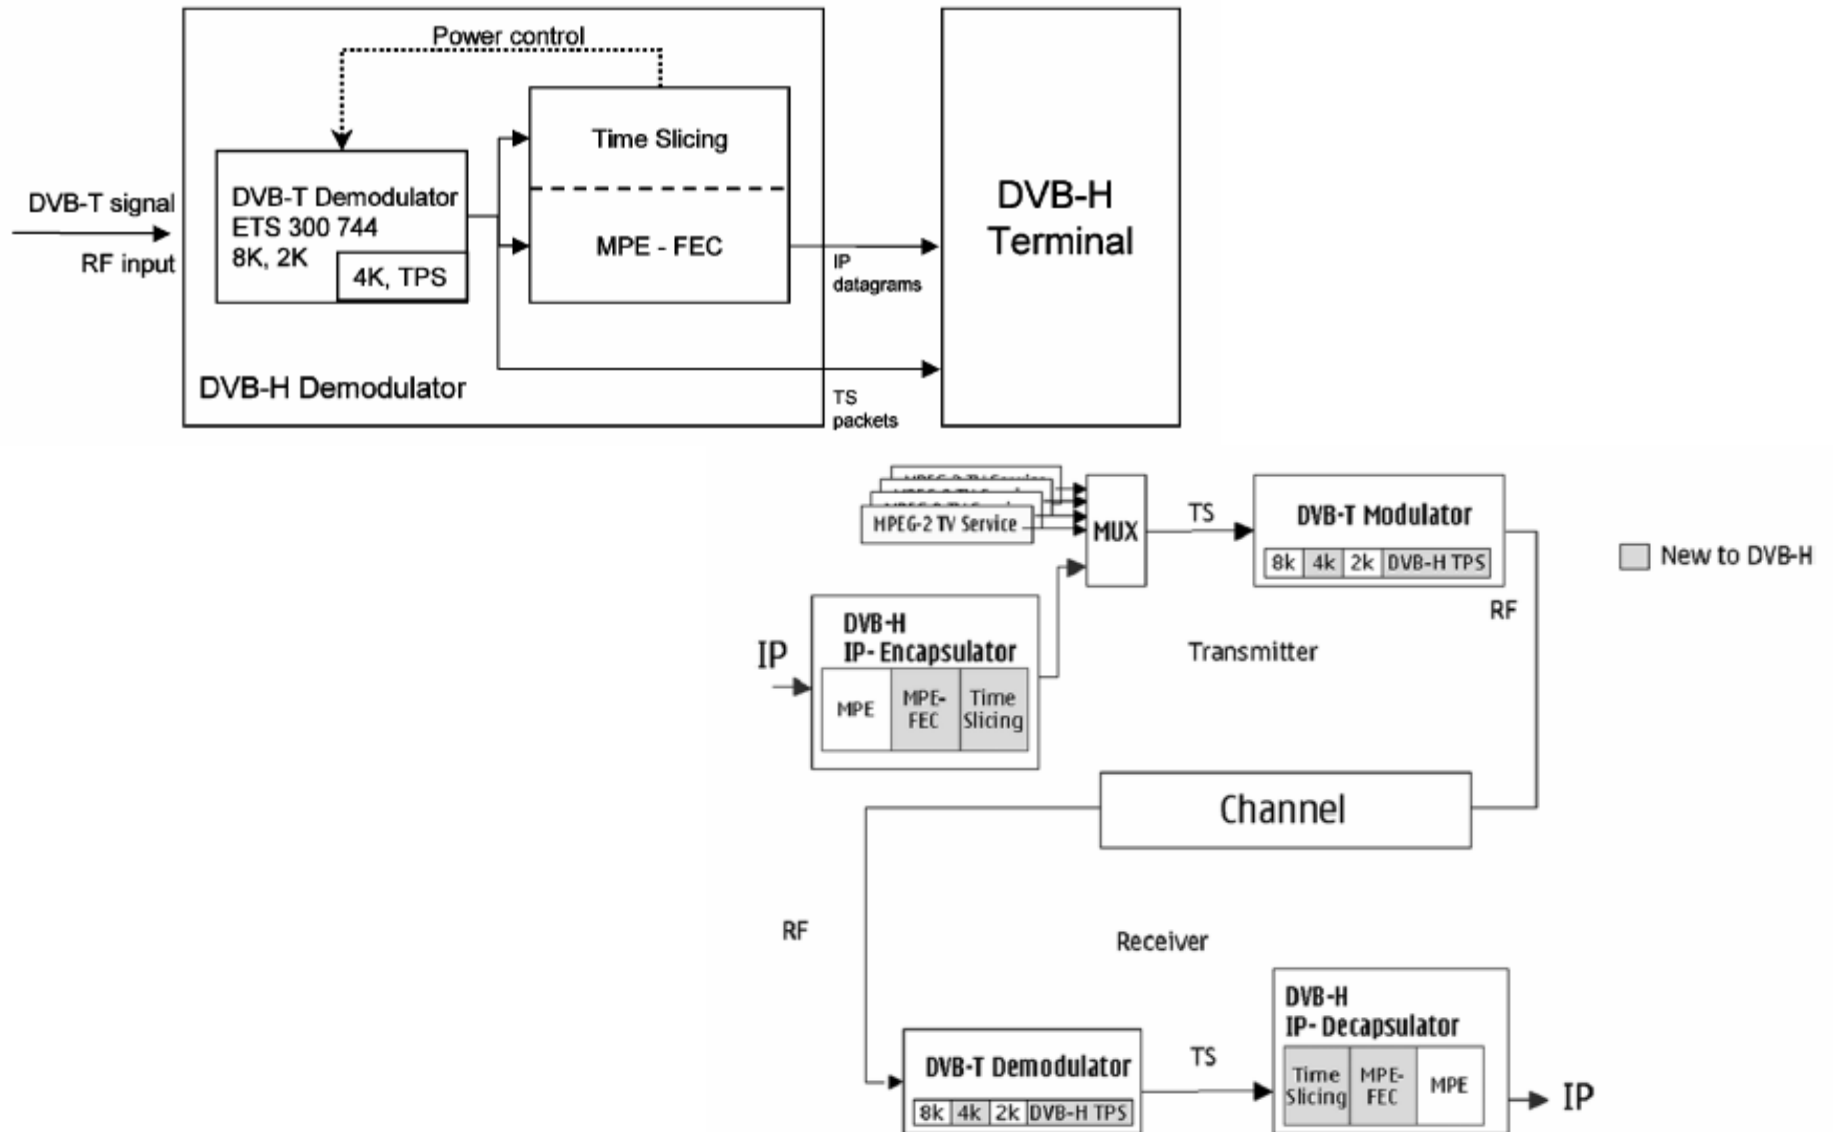 Power control
Time Slicing
DVB-T Demodulator
ETS 300 744
8K, 2K
4K, TPS
MPE - FEC
DVB-T signal
RF input
DVB-H Demodulator
IP
datagrams
TS
packets
DVB-H
Terminal
MPEG-2 TV Service
MUX
TS
DVB-T Modulator
8k 4k 2k DVB-H TPS
New to DVB-H
RF
IP
DVB-H
IP- Encapsulator
MPE
MPE-
FEC
Time
Slicing
Transmitter
Channel
RF
Receiver
DVB-T Demodulator
8k 4k 2k DVB-H TPS
TS
DVB-H
IP- Decapsulator
Time
Slicing
MPE-
FEC
MPE
IP